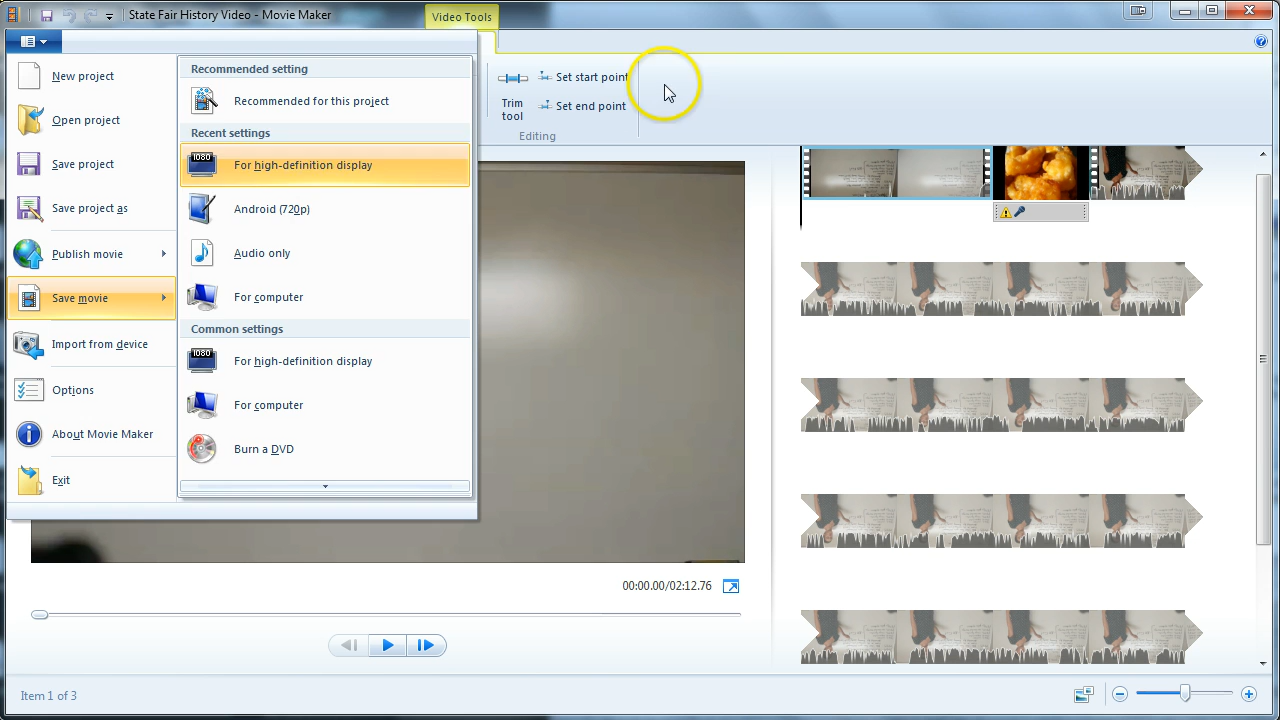 State Fair History Video - Movie Maker
Video Tools
New project
Open project
Save project
Save project as
Publish movie
Save movie
Import from device
Options
About Movie Maker
Exit
Recommended setting
Recommended for this project
Recent settings
1080
For high-definition display
Android (720p)
Audio only
For computer
Common settings
1080
For high-definition display
For computer
Burn a DVD
Trim
tool
Set start point
Set end point
Editing
00:00.00/02:12.76
Item 1 of 3